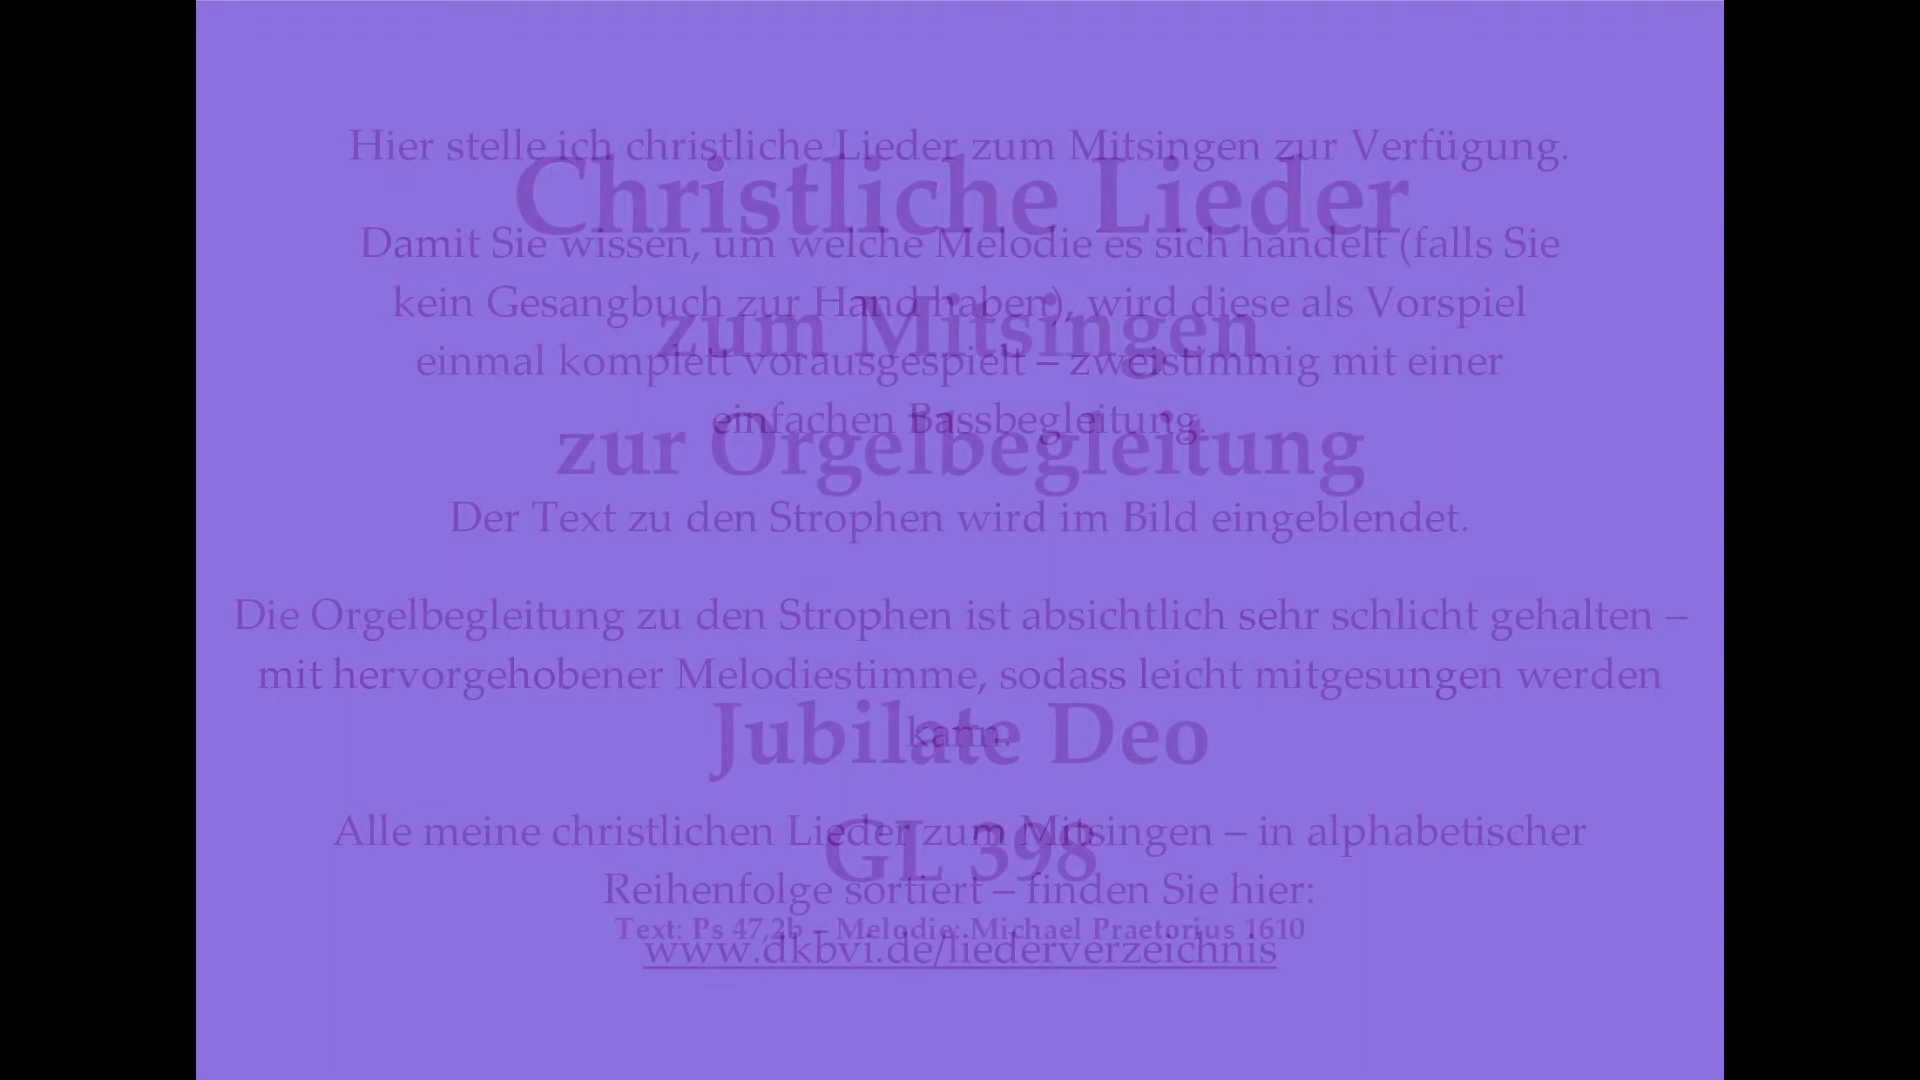 Hier stelle ich christliche Lieder zum Mitsingen zur Verfügung.
Christliche Lieder
Damit Sie wissen, um welche Melodie es sich handelt (falls Sie
kein Gesangbuch zur Hand haben), wird diese als Vorspiel
zum Mitsingen
einmal komplett vorausgespielt – zweistimmig mit einer
einfachen Bassbegleitung.
zur Orgelbegleitung
Der Text zu den Strophen wird im Bild eingeblendet.
Die Orgelbegleitung zu den Strophen ist absichtlich sehr schlicht gehalten –
mit hervorgehobener Melodiestimme, sodass leicht mitgesungen werden
kann.
Jubilate Deo
Alle meine christlichen Lieder zum Mitsingen – in alphabetischer
GL 398
Reihenfolge sortiert – finden Sie hier:
Text: Ps 47,2b – Melodie: Michael Praetorius 1610
www.dkbvi.de/liederverzeichnis